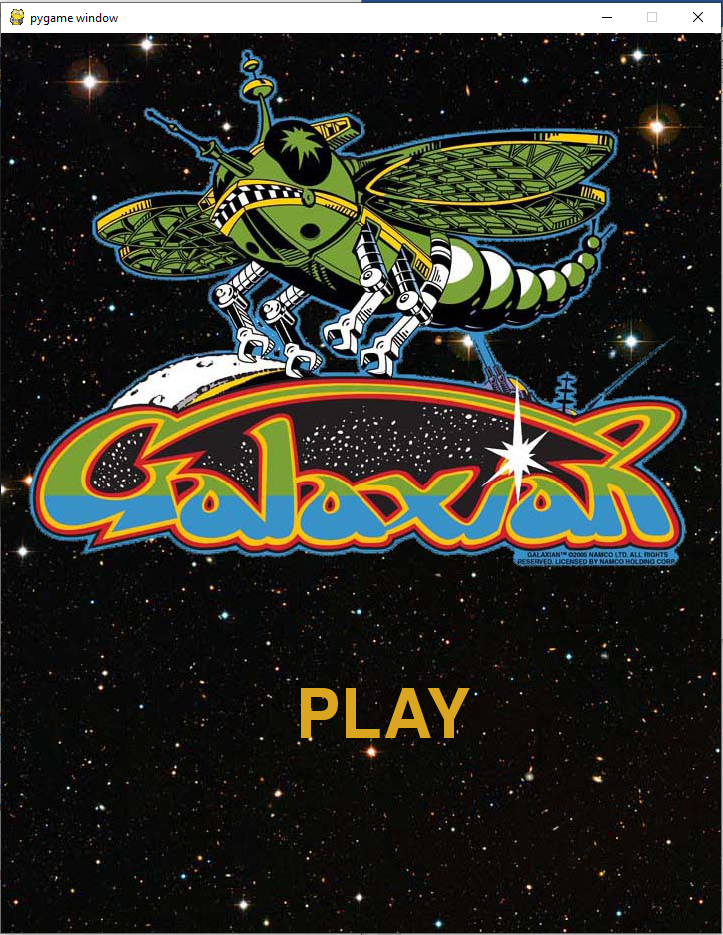 pygame window
Galaxian
GALAXIAN™ ©2005 NAMCO LTD. ALL RIGHTS
RESERVED. LICENSED BY NAMCO HOLDING CORP.
PLAY